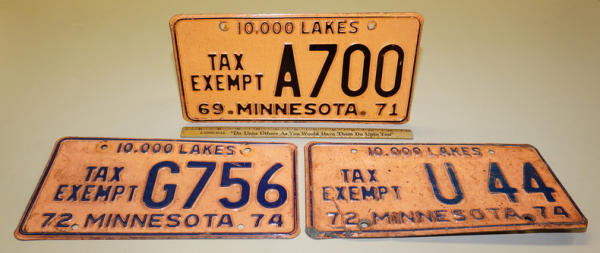 10,000 LAKES
TAX
EXEMPT A700
69 MINNESOTA 71
"Do Unto Others As You Would Have Them Do Unto You"
10,000 LAKES
TAX
EXEMPT G756
72 MINNESOTA 74
10,000 LAKES
TAX
EXEMPT U 44
72 MINNESOTA 74